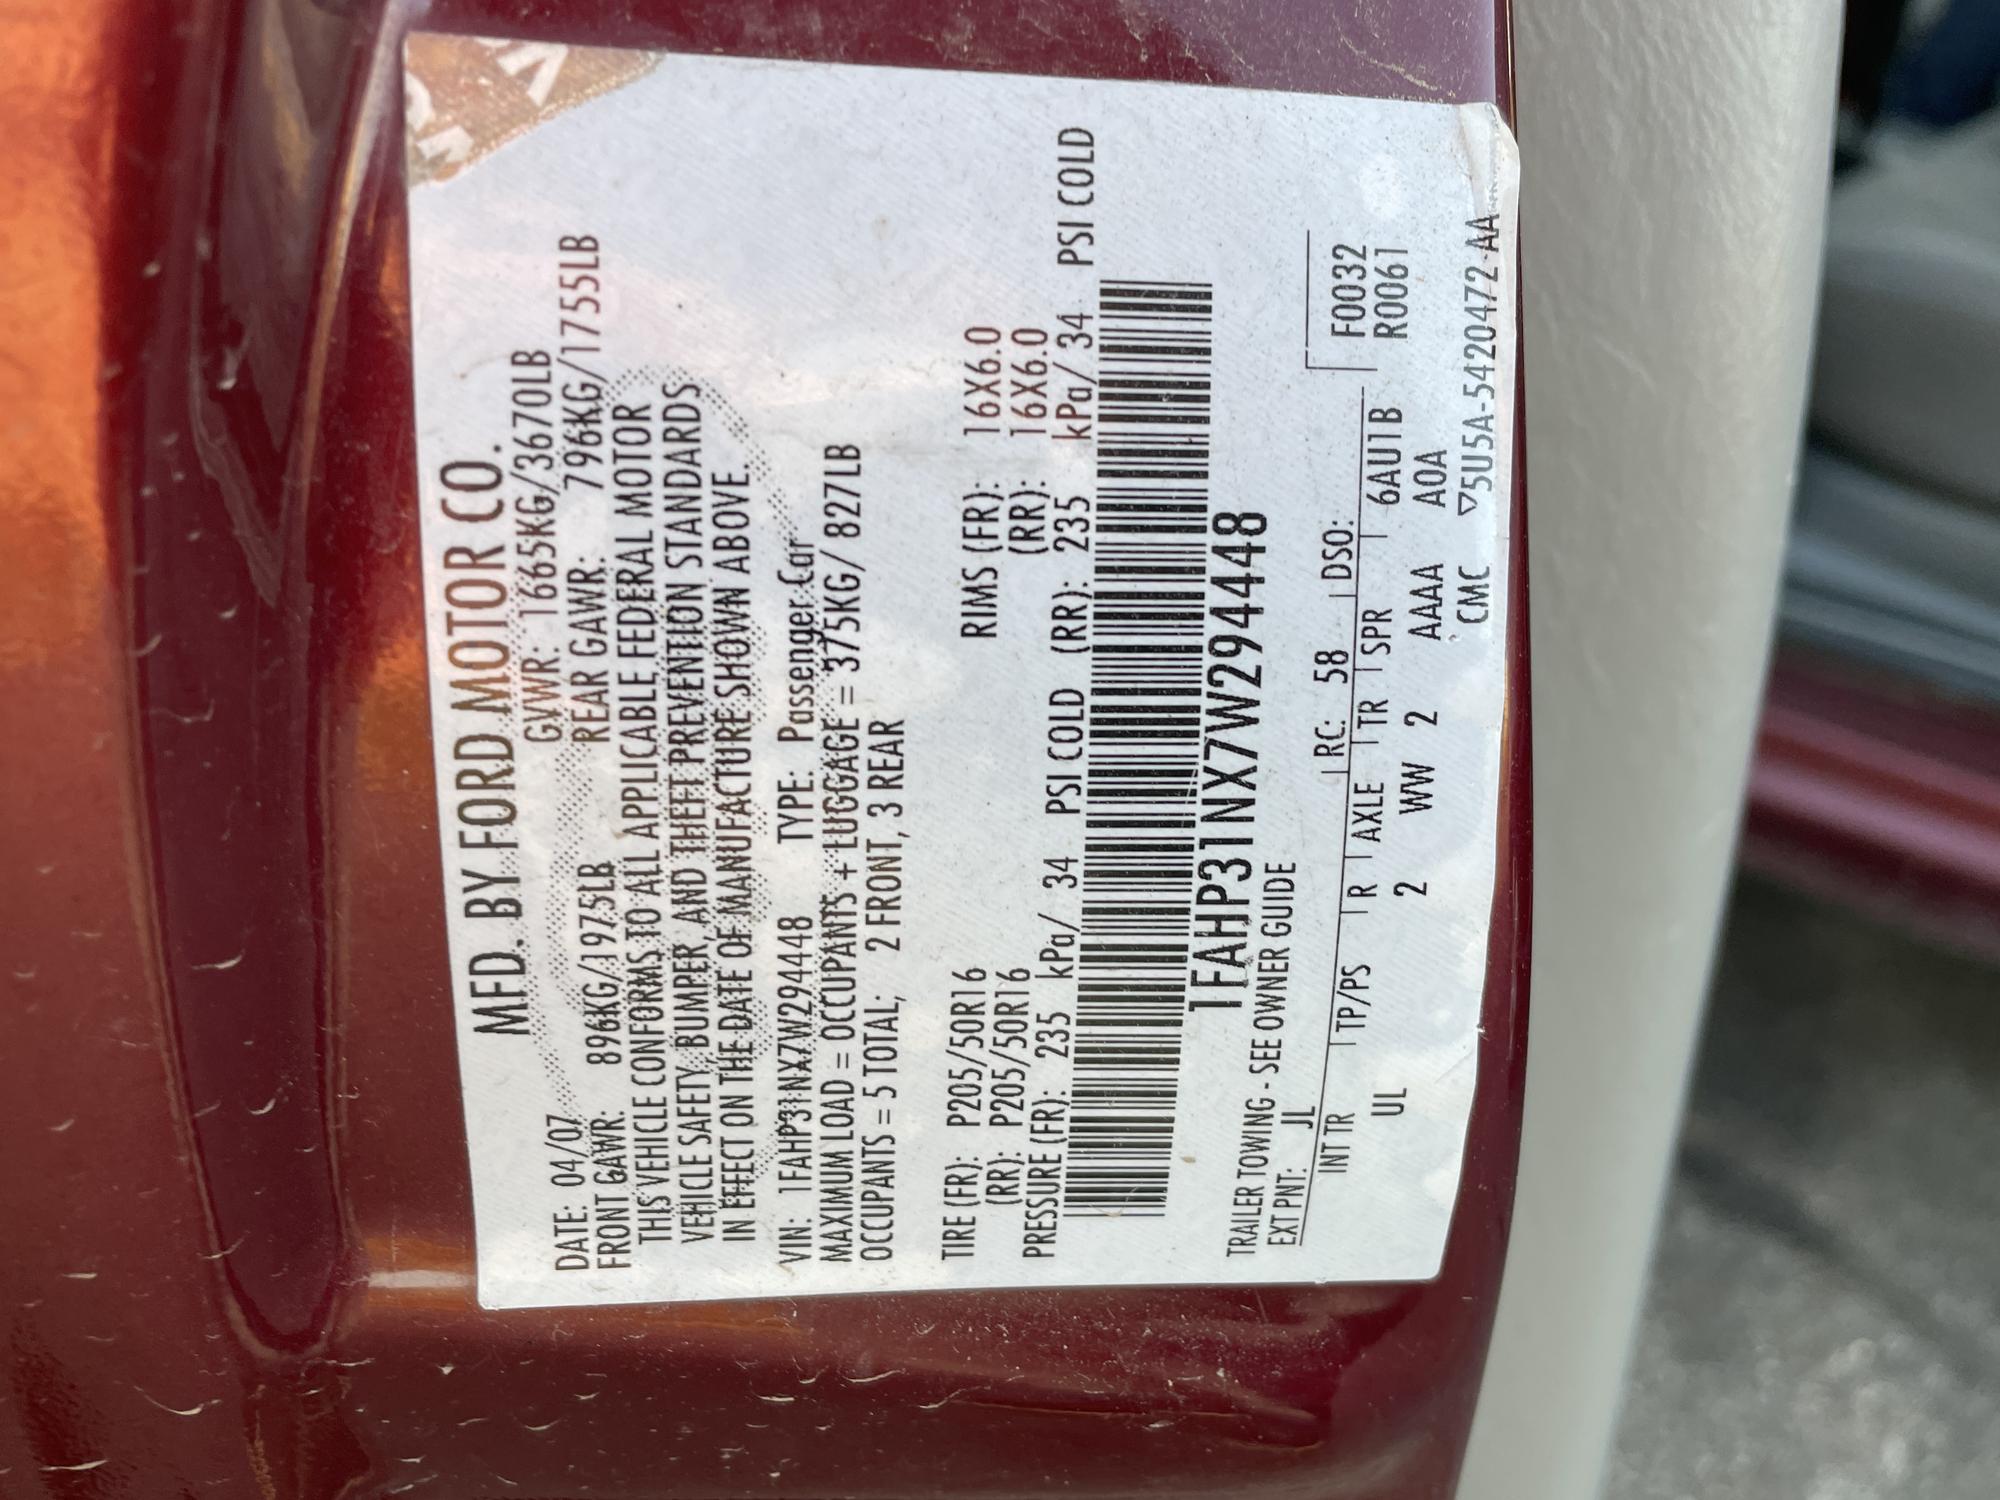 MFD. BY FORD MOTOR CO.
DATE: 04/07 GVWR: 1665KG/3670LB
FRONT GAWR: 896KG/1975LB REAR GAWR: 796KG/1755LB
THIS VEHICLE CONFORMS TO ALL APPLICABLE FEDERAL MOTOR
VEHICLE SAFETY, BUMPER, AND THEFT PREVENTION STANDARDS
IN EFFECT ON THE DATE OF MANUFACTURE SHOWN ABOVE.
VIN: 1FAHP31NX7W294448 TYPE: Passenger Car
MAXIMUM LOAD = OCCUPANTS + LUGGAGE = 375KG/ 827LB
OCCUPANTS = 5 TOTAL; 2 FRONT, 3 REAR
TIRE (FR): P205/50R16 RIMS (FR): 16X6.0
(RR): P205/50R16 (RR): 16X6.0
PRESSURE (FR): 235 kPa/ 34 PSI COLD (RR): 235 kPa/ 34 PSI COLD
1FAHP31NX7W294448
TRAILER TOWING - SEE OWNER GUIDE
EXT PNT: JL RC: 58 DSO: F0032
INT TR TP/PS R AXLE TR SPR 6AU1B R0061
UL 2 WW 2 AAAA A0A
CMC ▽5U5A-5420472-AA